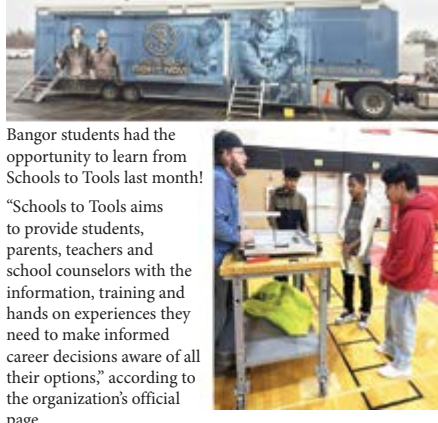 Bangor students had the
opportunity to learn from
Schools to Tools last month!
“Schools to Tools aims
to provide students,
parents, teachers and
school counselors with the
information, training and
hands on experiences they
need to make informed
career decisions aware of all
their options,” according to
the organization’s official
page.